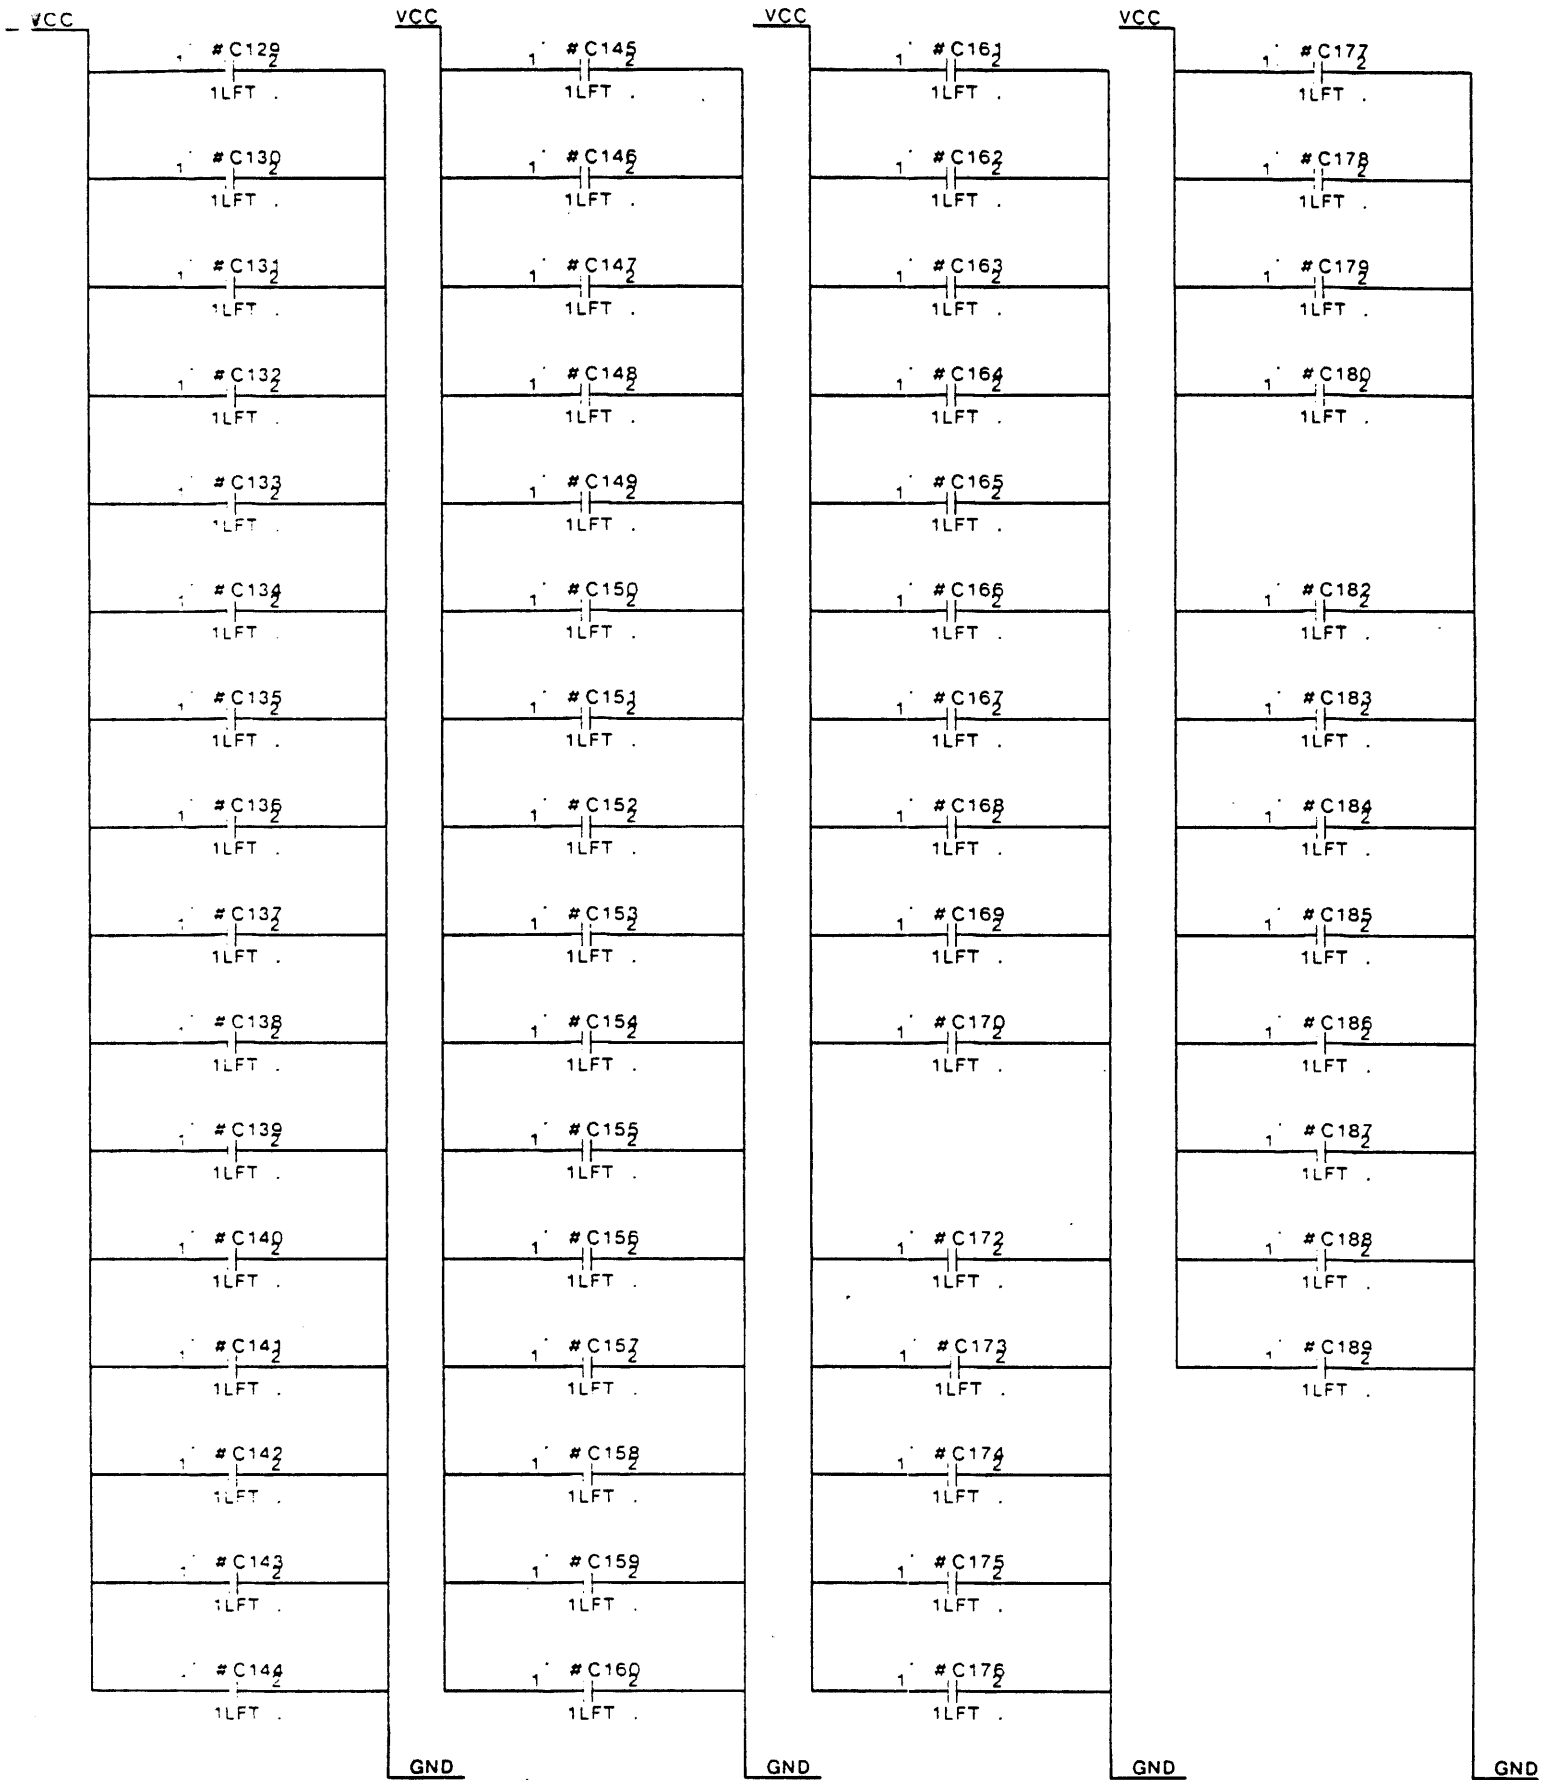 VCC VCC VCC VCC
#C129 #C145 #C161 #C177
1 2 1 2 1 2 1 2
1LFT . 1LFT . 1LFT . 1LFT .
#C130 #C146 #C162 #C178
1 2 1 2 1 2 1 2
1LFT . 1LFT . 1LFT . 1LFT .
#C131 #C147 #C163 #C179
1 2 1 2 1 2 1 2
1LFT . 1LFT . 1LFT . 1LFT .
#C132 #C148 #C164 #C180
1 2 1 2 1 2 1 2
1LFT . 1LFT . 1LFT . 1LFT .
#C133 #C149 #C165
1 2 1 2 1 2
1LFT . 1LFT . 1LFT .
#C134 #C150 #C166 #C182
1 2 1 2 1 2 1 2
1LFT . 1LFT . 1LFT . 1LFT .
#C135 #C151 #C167 #C183
1 2 1 2 1 2 1 2
1LFT . 1LFT . 1LFT . 1LFT .
#C136 #C152 #C168 #C184
1 2 1 2 1 2 1 2
1LFT . 1LFT . 1LFT . 1LFT .
#C137 #C153 #C169 #C185
1 2 1 2 1 2 1 2
1LFT . 1LFT . 1LFT . 1LFT .
#C138 #C154 #C170 #C186
1 2 1 2 1 2 1 2
1LFT . 1LFT . 1LFT . 1LFT .
#C139 #C155 #C187
1 2 1 2 1 2
1LFT . 1LFT . 1LFT .
#C140 #C156 #C172 #C188
1 2 1 2 1 2 1 2
1LFT . 1LFT . 1LFT . 1LFT .
#C141 #C157 #C173 #C189
1 2 1 2 1 2 1 2
1LFT . 1LFT . 1LFT . 1LFT .
#C142 #C158 #C174
1 2 1 2 1 2
1LFT . 1LFT . 1LFT .
#C143 #C159 #C175
1 2 1 2 1 2
1LFT . 1LFT . 1LFT .
#C144 #C160 #C176
1 2 1 2 1 2
1LFT . 1LFT . 1LFT .
GND GND GND GND